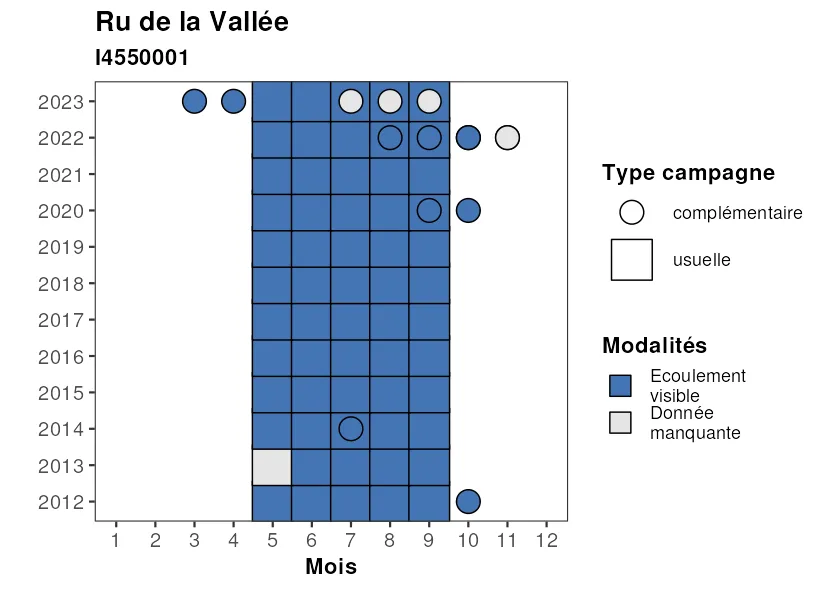 Ru de la Vallée
I4550001
2023
2022
2021
2020
2019
2018
2017
2016
2015
2014
2013
2012
1 2 3 4 5 6 7 8 9 10 11 12
Mois
Type campagne
complémentaire
usuelle
Modalités
Ecoulement
visible
Donnée
manquante